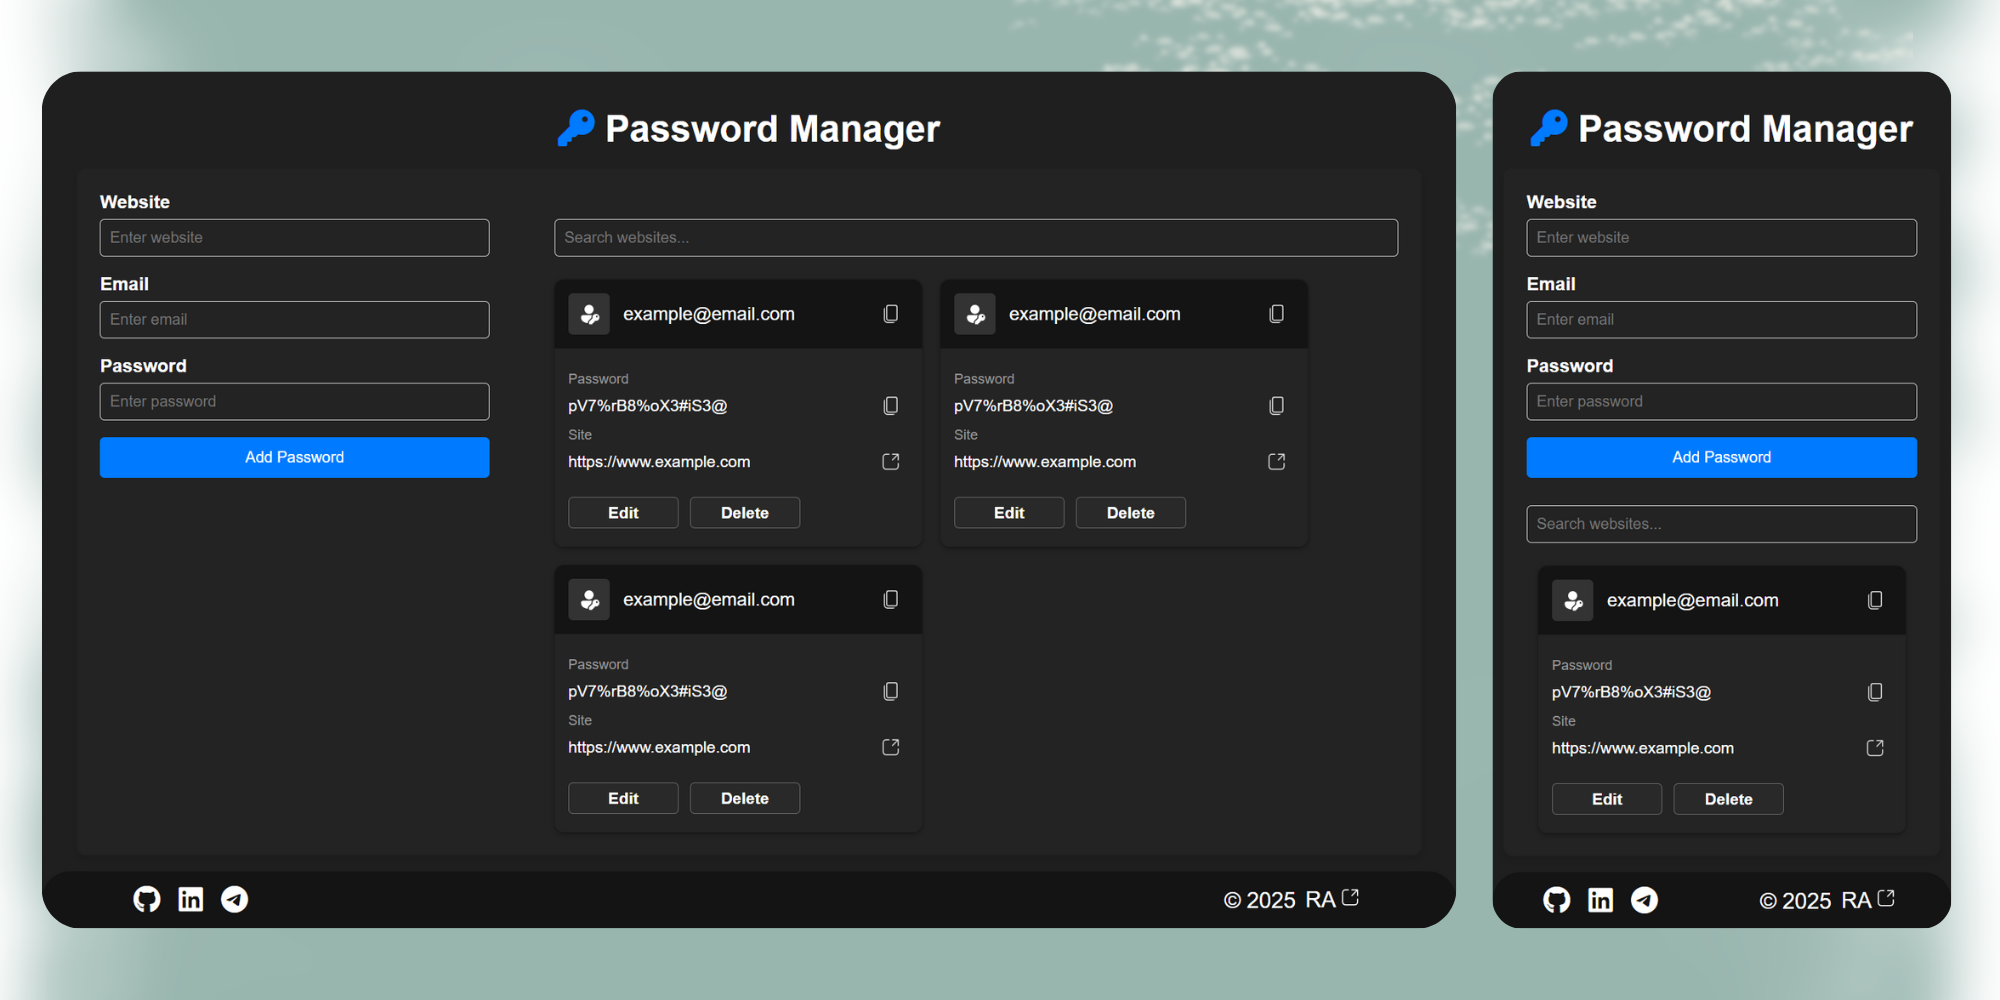 Password Manager
Website
Enter website
Email
Enter email
Password
Enter password
Add Password
Search websites...
example@email.com
Password
pV7%rB8%oX3#iS3@
Site
https://www.example.com
Edit Delete
example@email.com
Password
pV7%rB8%oX3#iS3@
Site
https://www.example.com
Edit Delete
example@email.com
Password
pV7%rB8%oX3#iS3@
Site
https://www.example.com
Edit Delete
in
© 2025 RA
Password Manager
Website
Enter website
Email
Enter email
Password
Enter password
Add Password
Search websites...
example@email.com
Password
pV7%rB8%oX3#iS3@
Site
https://www.example.com
Edit Delete
in
© 2025 RA